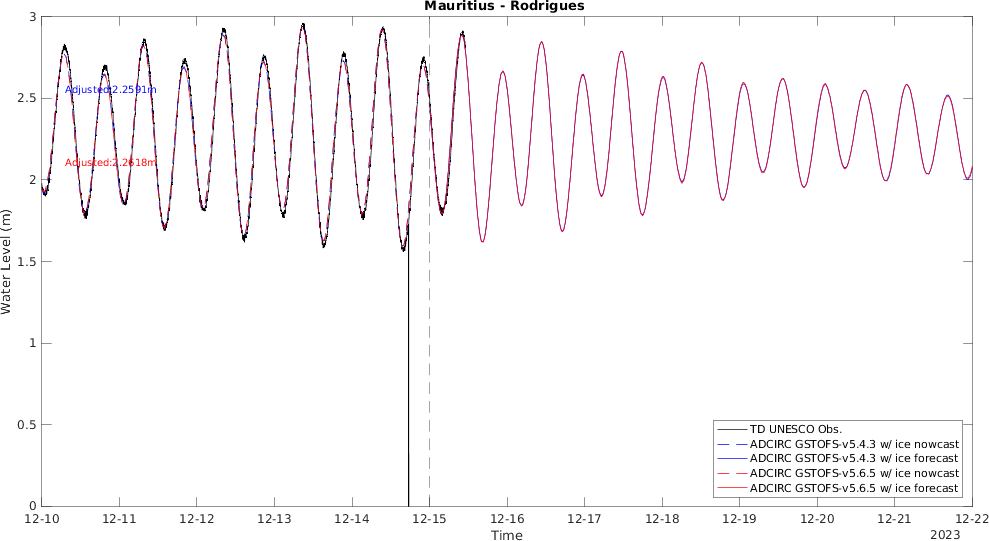 Mauritius - Rodrigues
3
2.5
2
1.5
1
0.5
0
Water Level (m)
Adjusted:2.2591m
Adjusted:2.2618m
TD UNESCO Obs.
ADCIRC GSTOFS-v5.4.3 w/ ice nowcast
ADCIRC GSTOFS-v5.4.3 w/ ice forecast
ADCIRC GSTOFS-v5.6.5 w/ ice nowcast
ADCIRC GSTOFS-v5.6.5 w/ ice forecast
12-10 12-11 12-12 12-13 12-14 12-15 12-16 12-17 12-18 12-19 12-20 12-21 12-22
Time
2023